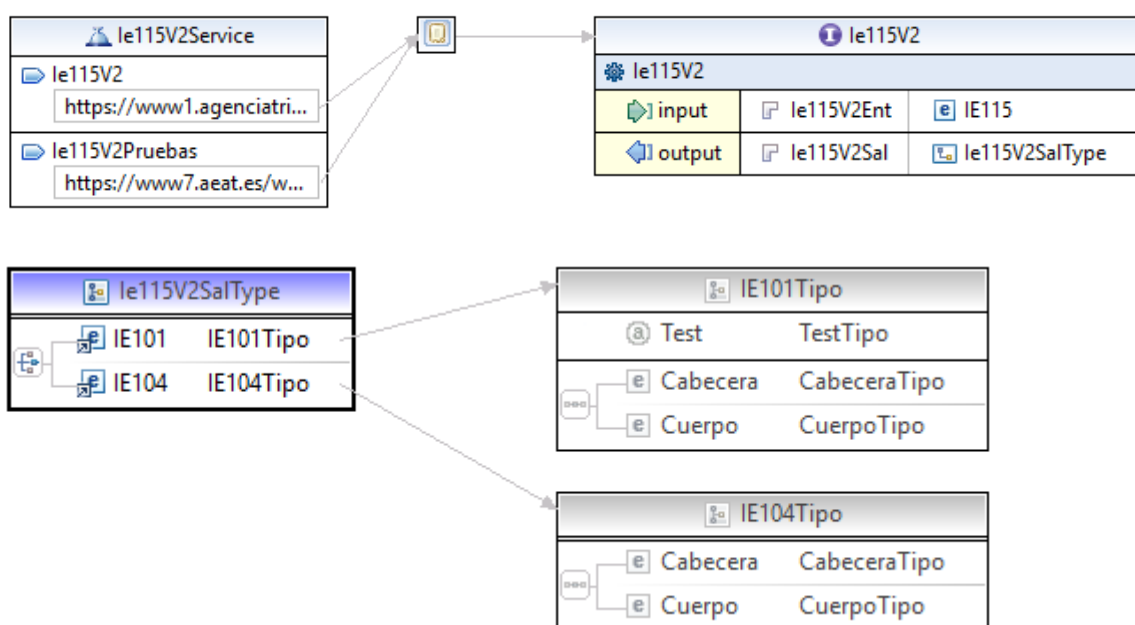 Ie115V2Service
Ie115V2
https://www1.agenciatri...
Ie115V2Pruebas
https://www7.aeat.es/w...
I Ie115V2
Ie115V2
input Ie115V2Ent e IE115
output Ie115V2Sal Ie115V2SalType
Ie115V2SalType
e IE101 IE101Tipo
e IE104 IE104Tipo
IE101Tipo
a Test TestTipo
e Cabecera CabeceraTipo
e Cuerpo CuerpoTipo
IE104Tipo
e Cabecera CabeceraTipo
e Cuerpo CuerpoTipo